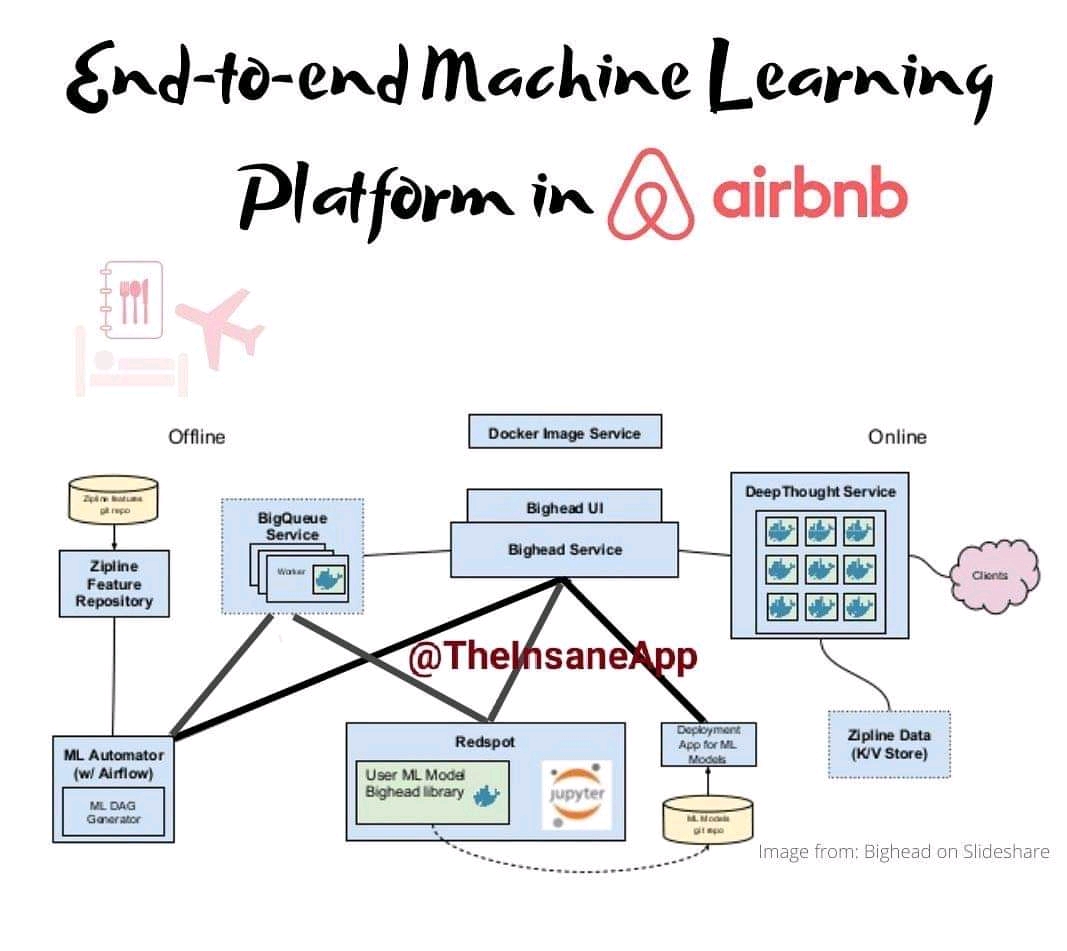 End-to-end Machine Learning
Platform in airbnb
Offline
Docker Image Service
Online
Zipline features
git repo
Zipline
Feature
Repository
BigQueue
Service
Worker
Bighead UI
Bighead Service
DeepThought Service
Clients
@TheInsaneApp
ML Automator
(w/ Airflow)
ML DAG
Generator
Redspot
User ML Model
Bighead library
jupyter
Deployment
App for ML
Models
ML Models
git repo
Zipline Data
(K/V Store)
Image from: Bighead on Slideshare